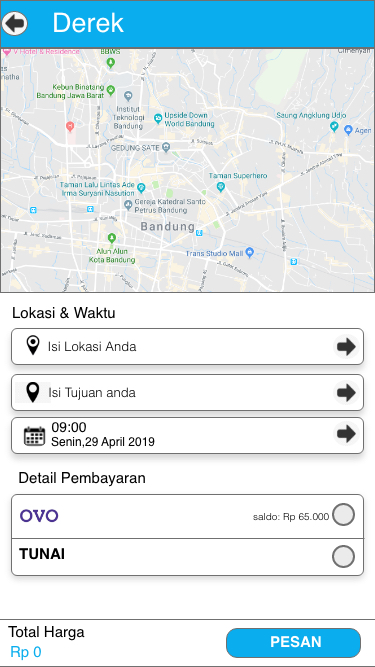 Derek
V Hotel & Residence
BBWS
Cimenyan
Kebun Binatang
Bandung Jawa Barat
Institut
Teknologi
Bandung
Upside Down
World Bandung
Saung Angklung Udjo
Agen
GEDUNG SATE
Taman Superhero
Taman Lalu Lintas Ade
Irma Suryani Nasution
Gereja Katedral Santo
Petrus Bandung
Bandung
Alun Alun
Kota Bandung
Trans Studio Mall
Lokasi & Waktu
Isi Lokasi Anda
Isi Tujuan anda
09:00
Senin,29 April 2019
Detail Pembayaran
OVO
saldo: Rp 65.000
TUNAI
Total Harga
Rp 0
PESAN